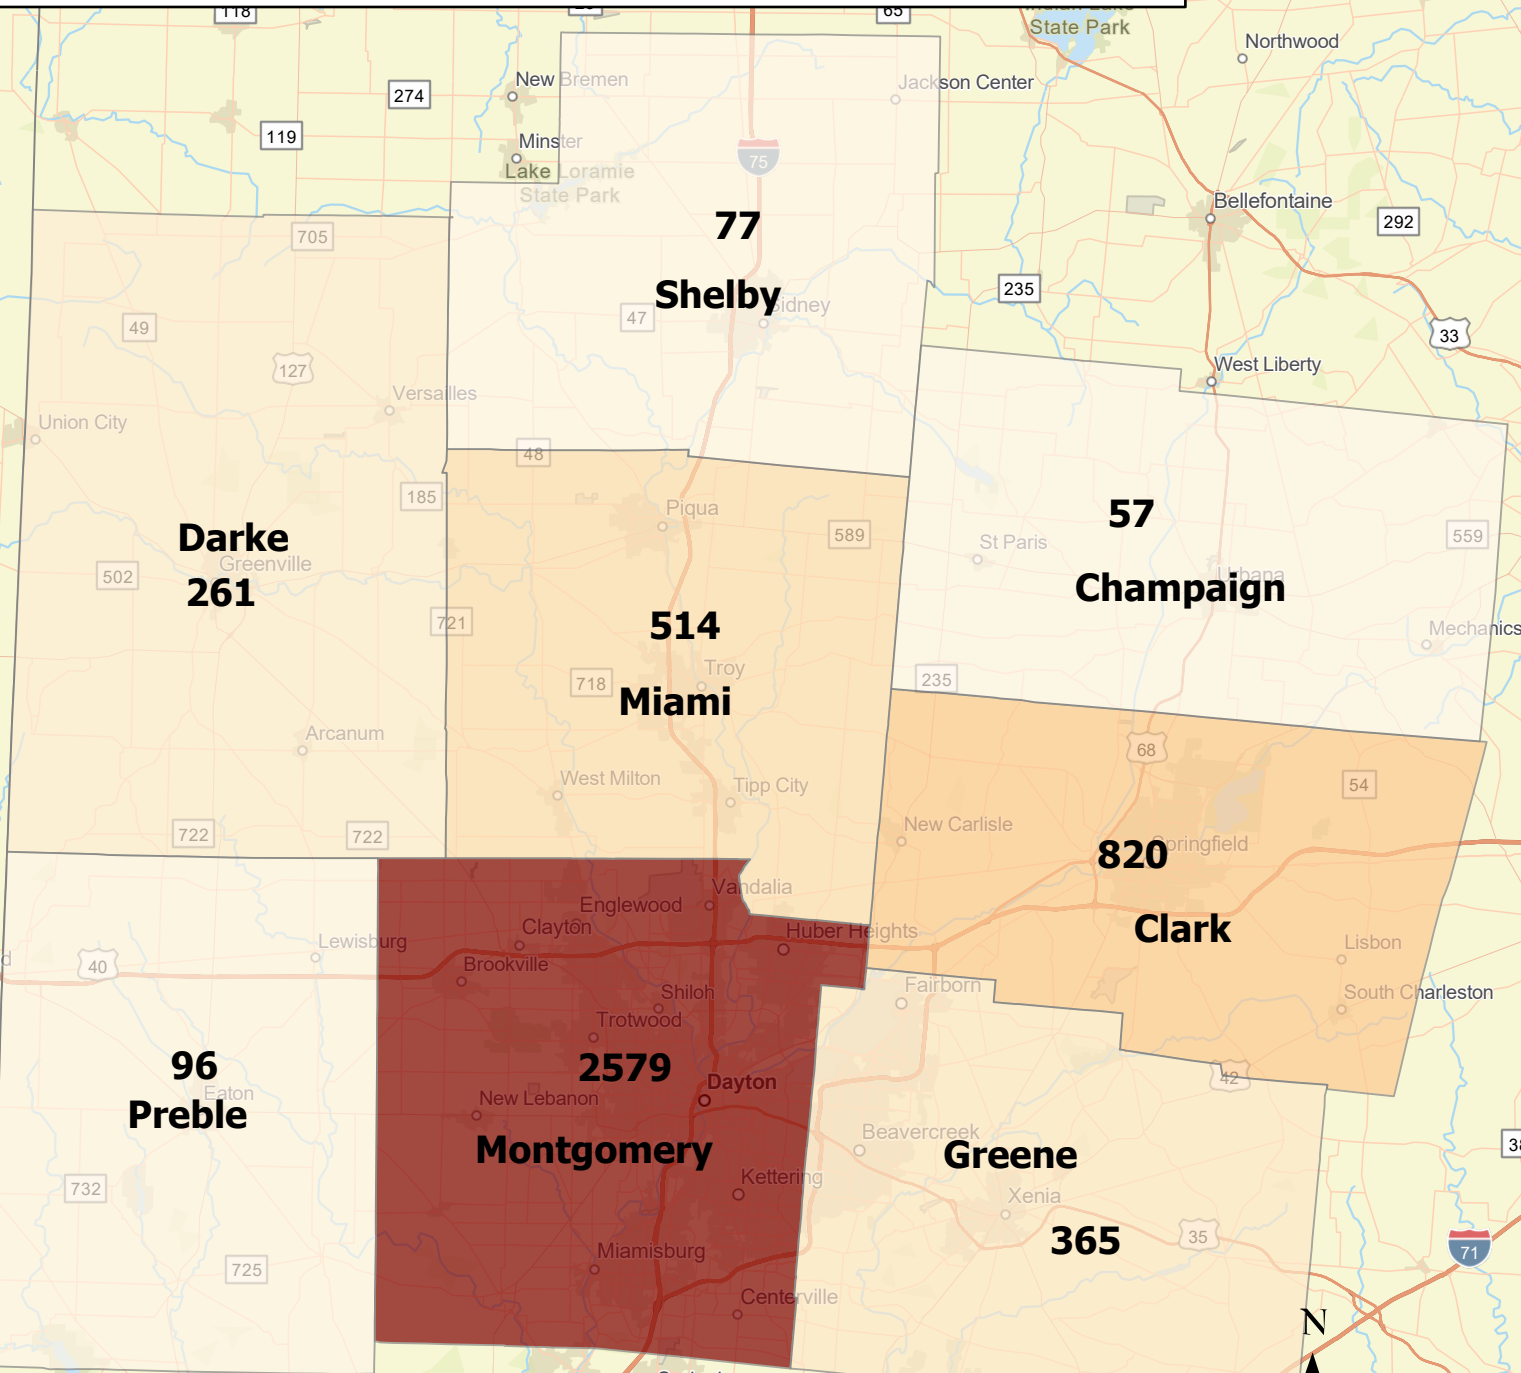 118
65
State Park
Northwood
New Bremen
Jackson Center
274
119
Minster
75
Lake Loramie
State Park
Bellefontaine
292
77
705
235
Shelby
Sidney
47
49
33
127
West Liberty
Versailles
Union City
48
185
Piqua
57
589
559
Darke
St Paris
Greenville
502
261
Urbana
Champaign
514
721
Mechanics
Troy
718
235
Miami
Arcanum
68
West Milton
Tipp City
54
722
722
New Carlisle
820
Springfield
Vandalia
Englewood
Clayton
Huber Heights
Clark
Lewisburg
Lisbon
d
40
Brookville
Fairborn
Shiloh
South Charleston
Trotwood
96
2579
Dayton
42
Eaton
New Lebanon
Preble
Beavercreek
38
Montgomery
Greene
Kettering
732
Xenia
365
35
Miamisburg
71
725
Centerville
N